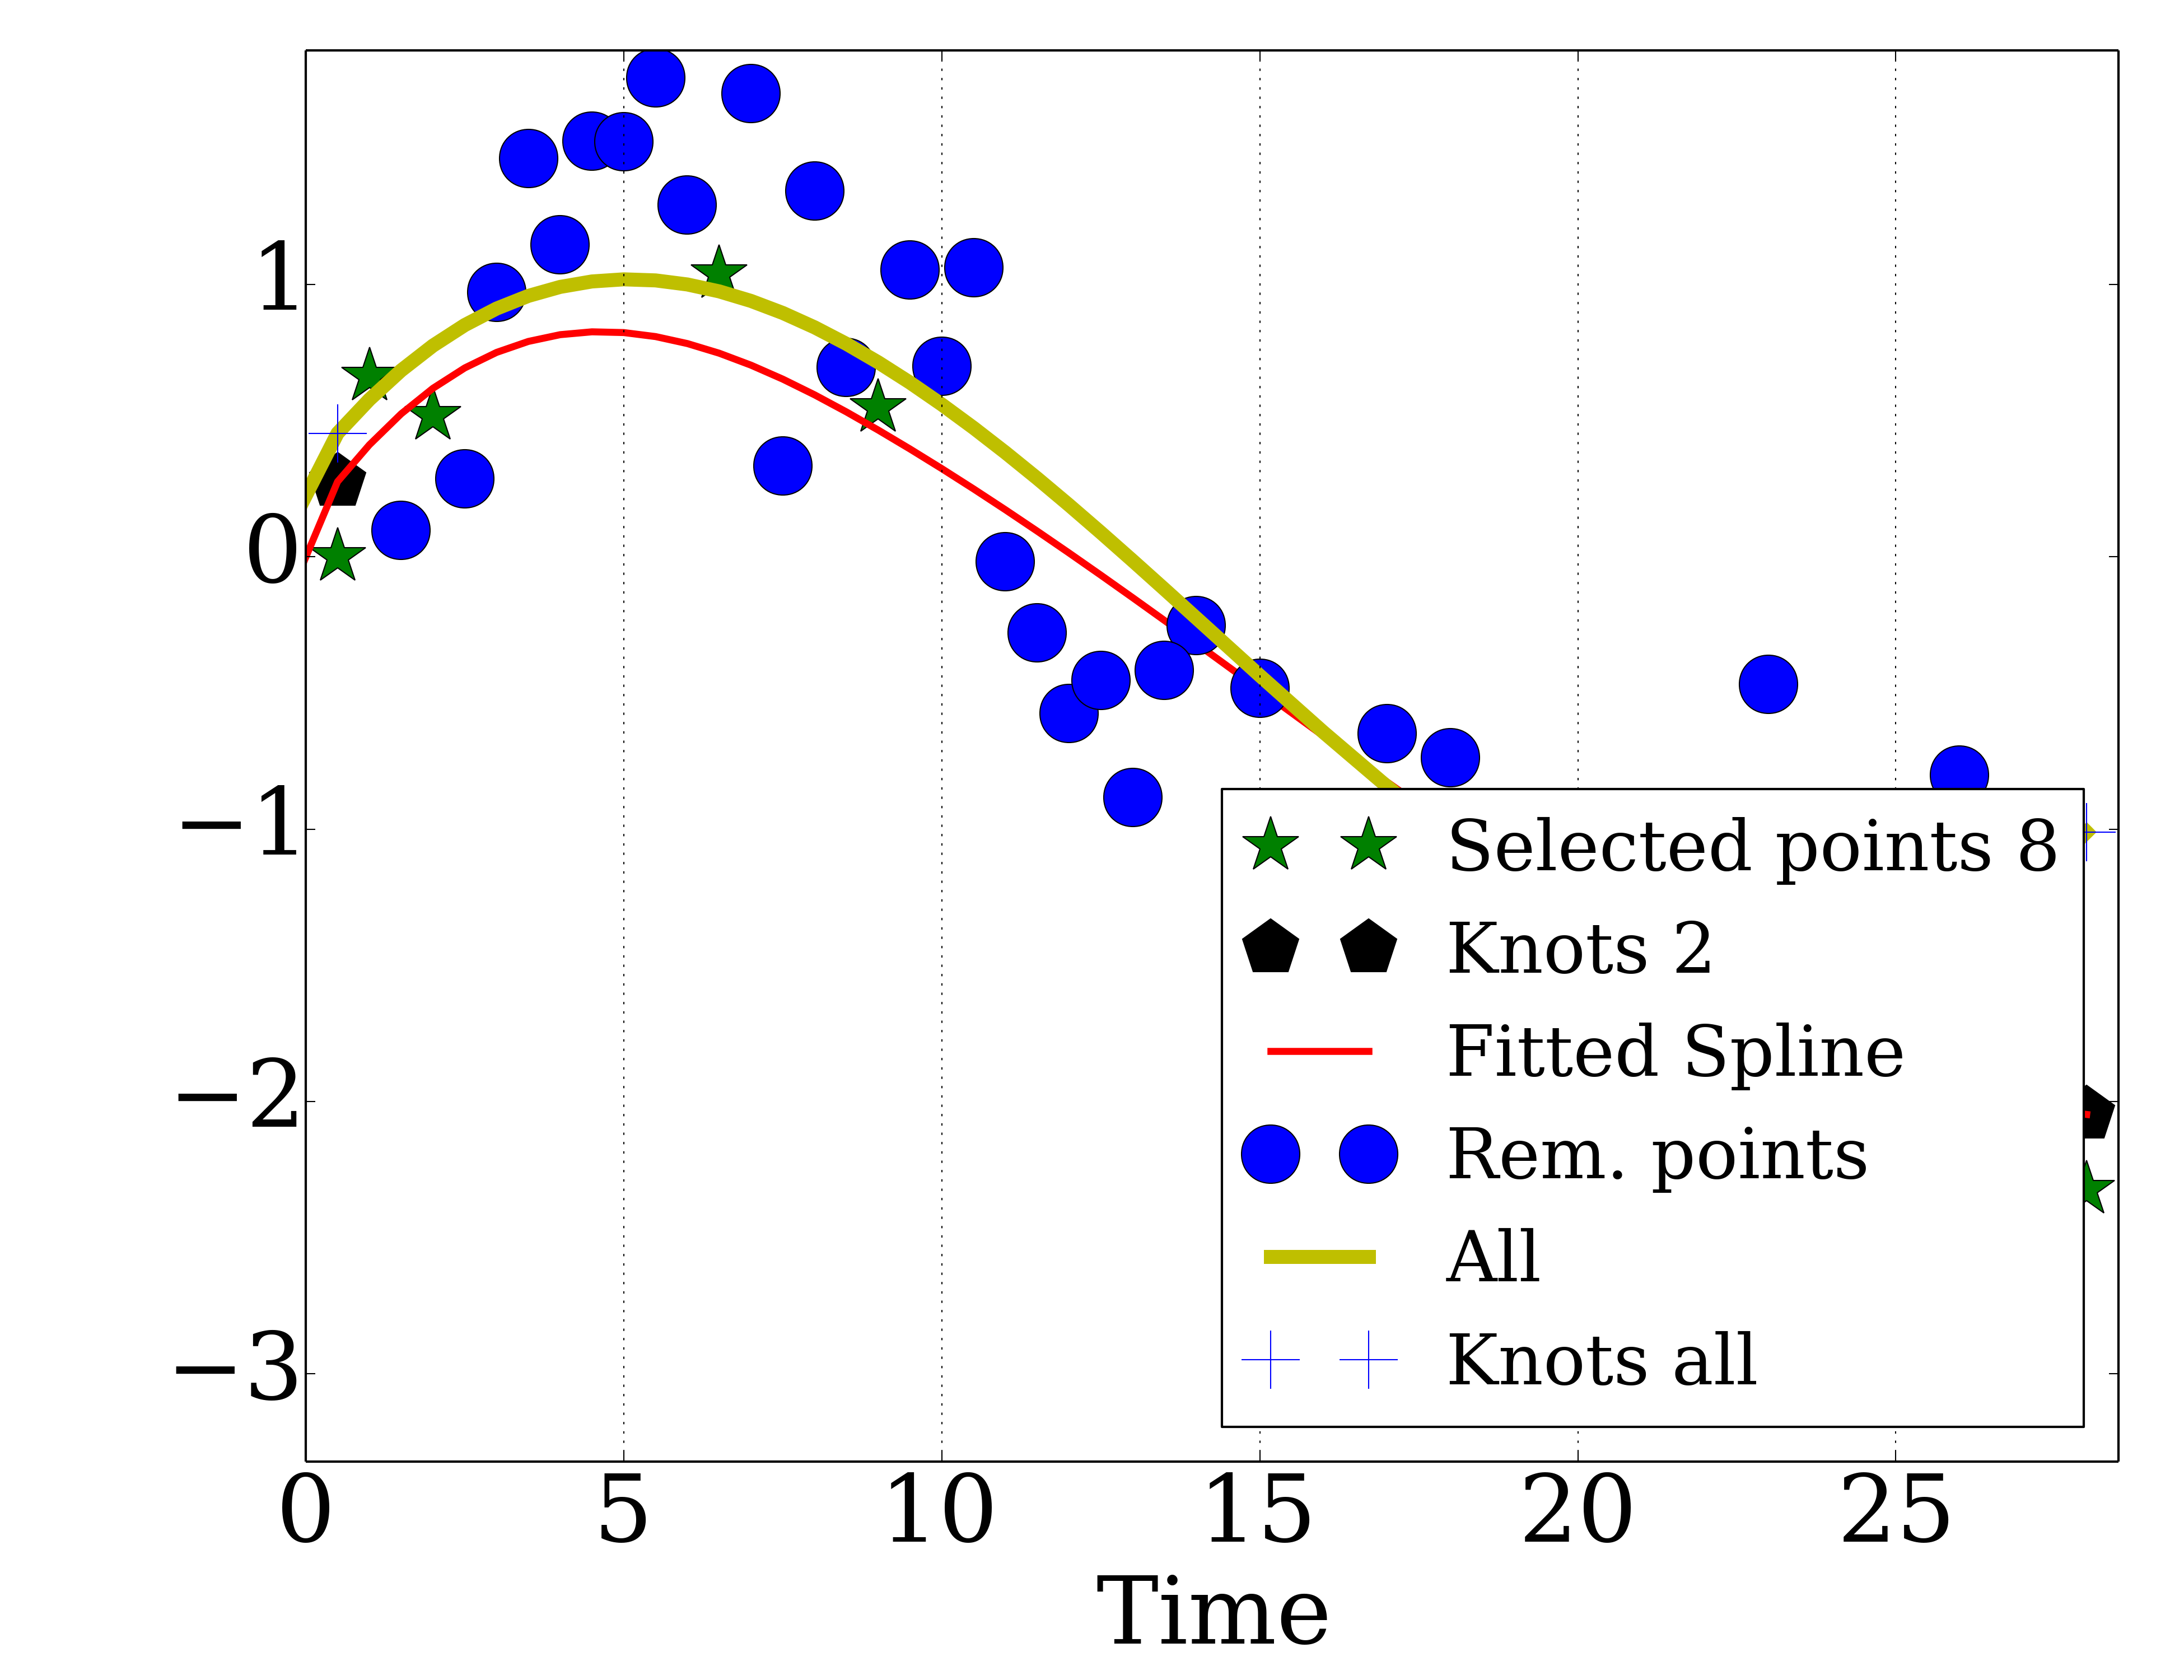 1
0
−1
−2
−3
0 5 10 15 20 25
Time
Selected points 8
Knots 2
Fitted Spline
Rem. points
All
Knots all